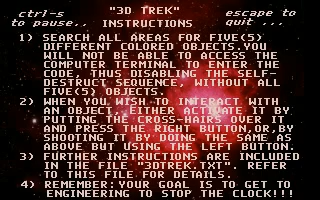 ctrl-s "3D TREK" escape to
to pause.. INSTRUCTIONS quit ...
1) SEARCH ALL AREAS FOR FIVE(5)
DIFFERENT COLORED OBJECTS.YOU
WILL NOT BE ABLE TO ACCESS THE
COMPUTER TERMINAL TO ENTER THE
CODE, THUS DISABLING THE SELF-
DESTRUCT SEQUENCE, WITHOUT ALL
FIVE(5) OBJECTS.
2) WHEN YOU WISH TO INTERACT WITH
AN OBJECT, EITHER ACTIVATE IT BY
PUTTING THE CROSS-HAIRS OVER IT
AND PRESS THE RIGHT BUTTON,OR,BY
SHOOTING IT BY DOING THE SAME AS
ABOVE BUT USING THE LEFT BUTTON.
3) FURTHER INSTRUCTIONS ARE INCLUDED
IN THE FILE "3DTREK.TXT". REFER
TO THIS FILE FOR DETAILS.
4) REMEMBER:YOUR GOAL IS TO GET TO
ENGINEERING TO STOP THE CLOCK!!!